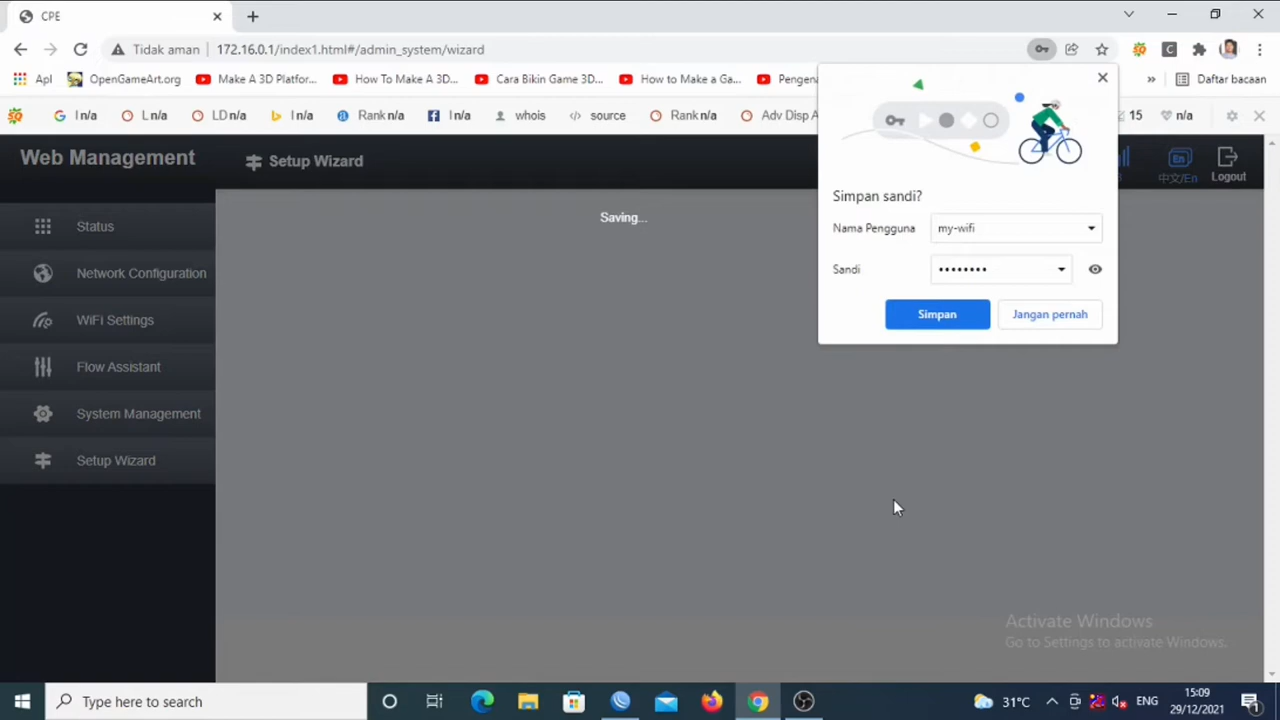 CPE
Tidak aman
172.16.0.1/index1.html#/admin_system/wizard
Apl
OpenGameArt.org
Make A 3D Platfor...
How To Make A 3D...
Cara Bikin Game 3D...
How to Make a Ga...
Pengena
»
Daftar bacaan
I n/a
L n/a
LD n/a
I n/a
Rank n/a
I n/a
whois
source
Rank n/a
Adv Disp A
15
n/a
Web Management
Setup Wizard
En
中文/En
Logout
Status
Network Configuration
WiFi Settings
Flow Assistant
System Management
Setup Wizard
Saving...
Simpan sandi?
Nama Pengguna
my-wifi
Sandi
••••••••
Simpan
Jangan pernah
Activate Windows
Go to Settings to activate Windows.
Type here to search
31°C
ENG
15:09
29/12/2021
1